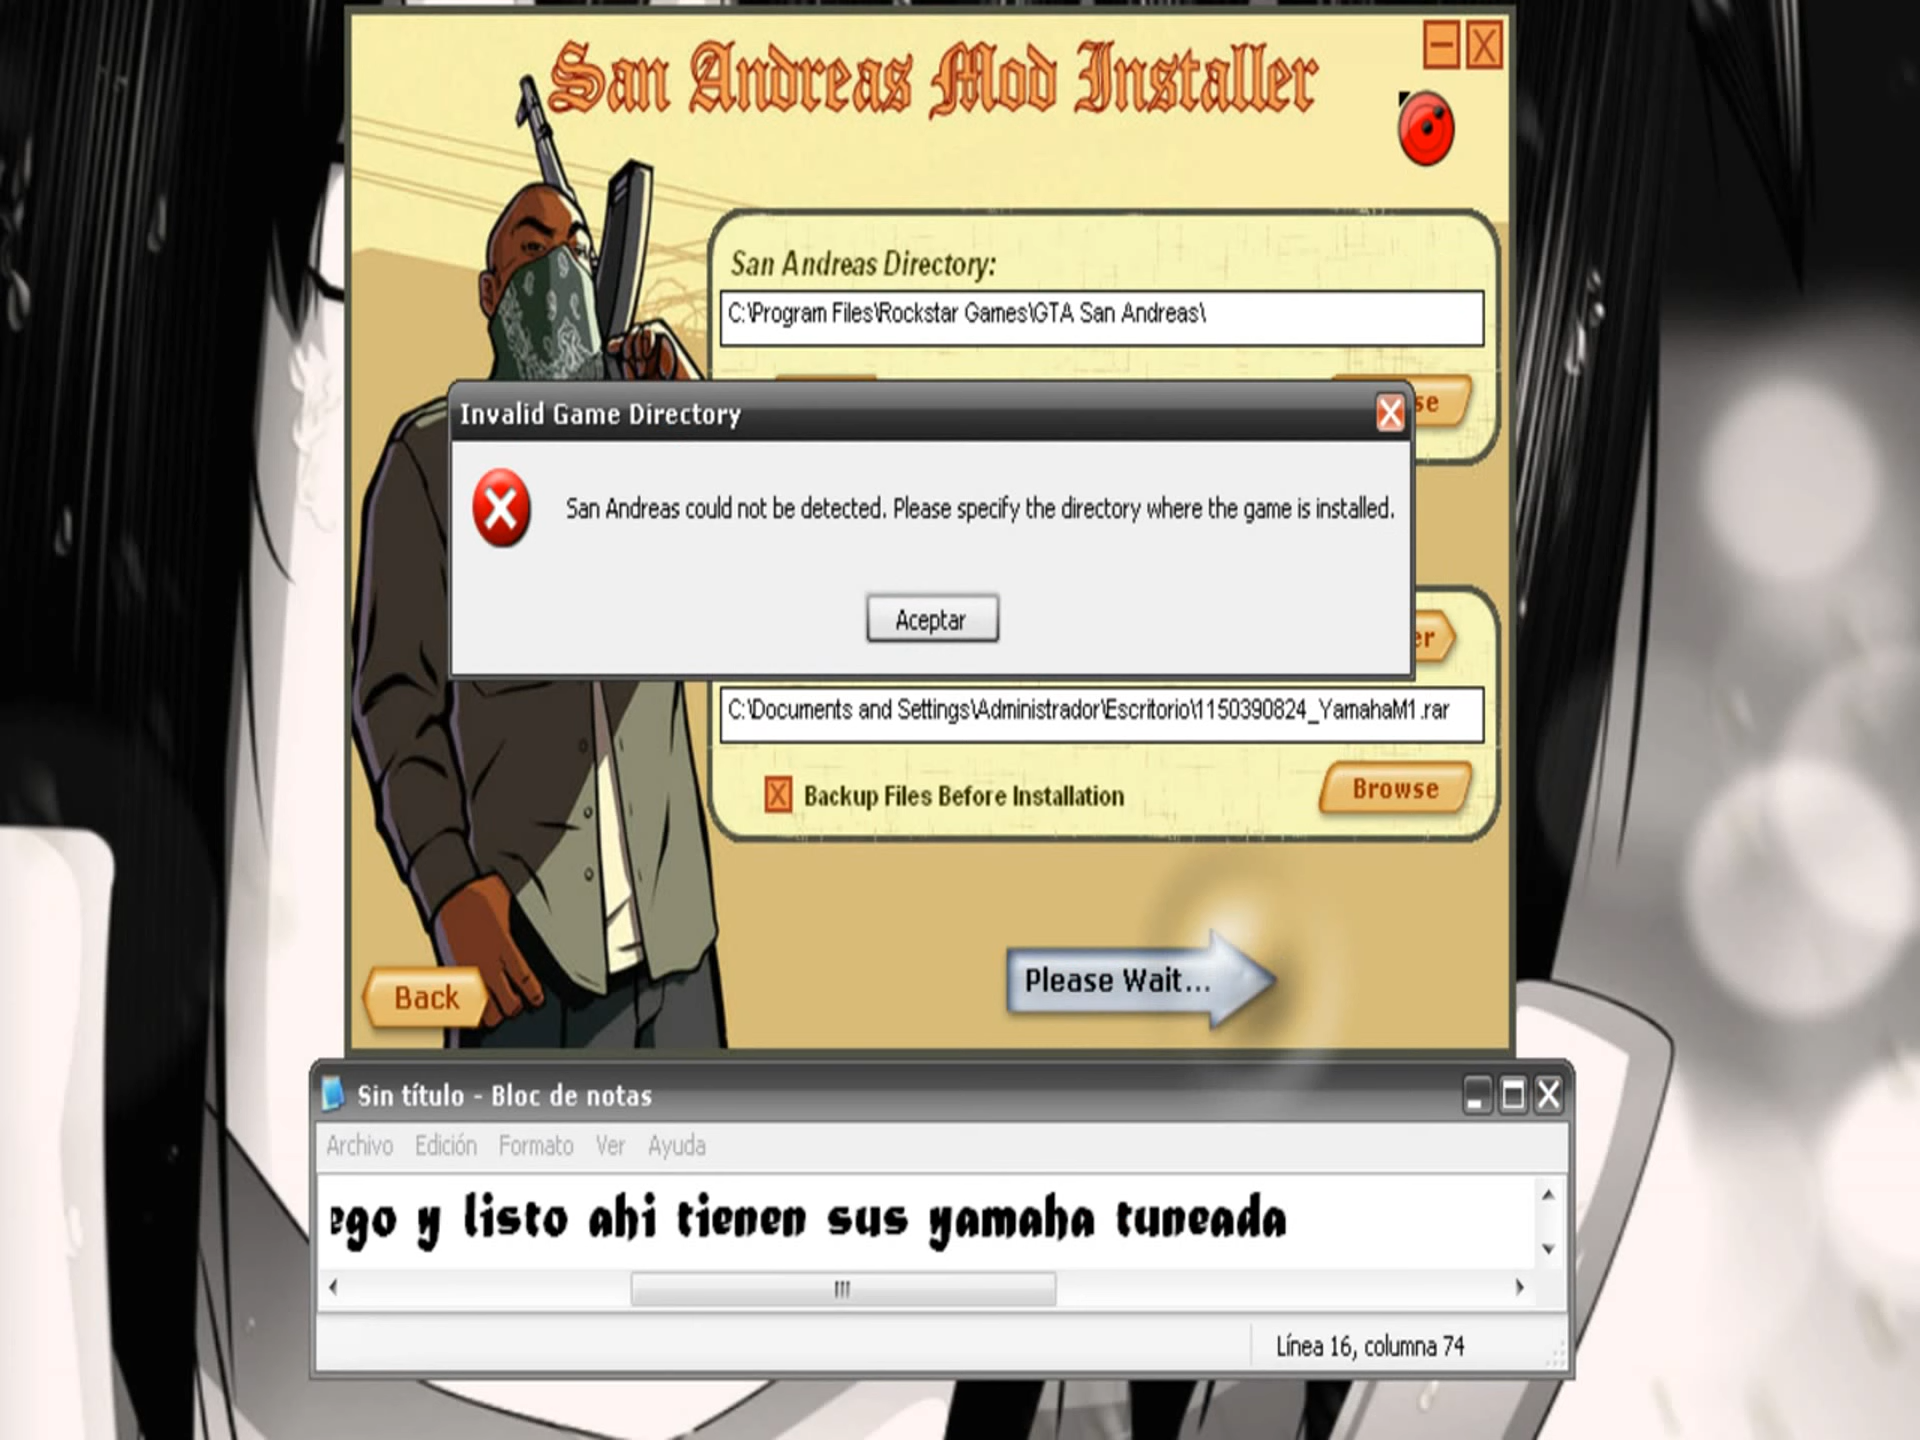 San Andreas Mod Installer
San Andreas Directory:
C:\Program Files\Rockstar Games\GTA San Andreas\
Invalid Game Directory
San Andreas could not be detected. Please specify the directory where the game is installed.
Aceptar
C:\Documents and Settings\Administrador\Escritorio\1150390824_YamahaM1.rar
Backup Files Before Installation
Browse
Please Wait...
Back
Sin título - Bloc de notas
Archivo Edición Formato Ver Ayuda
ego y listo ahi tienen sus yamaha tuneada
Línea 16, columna 74